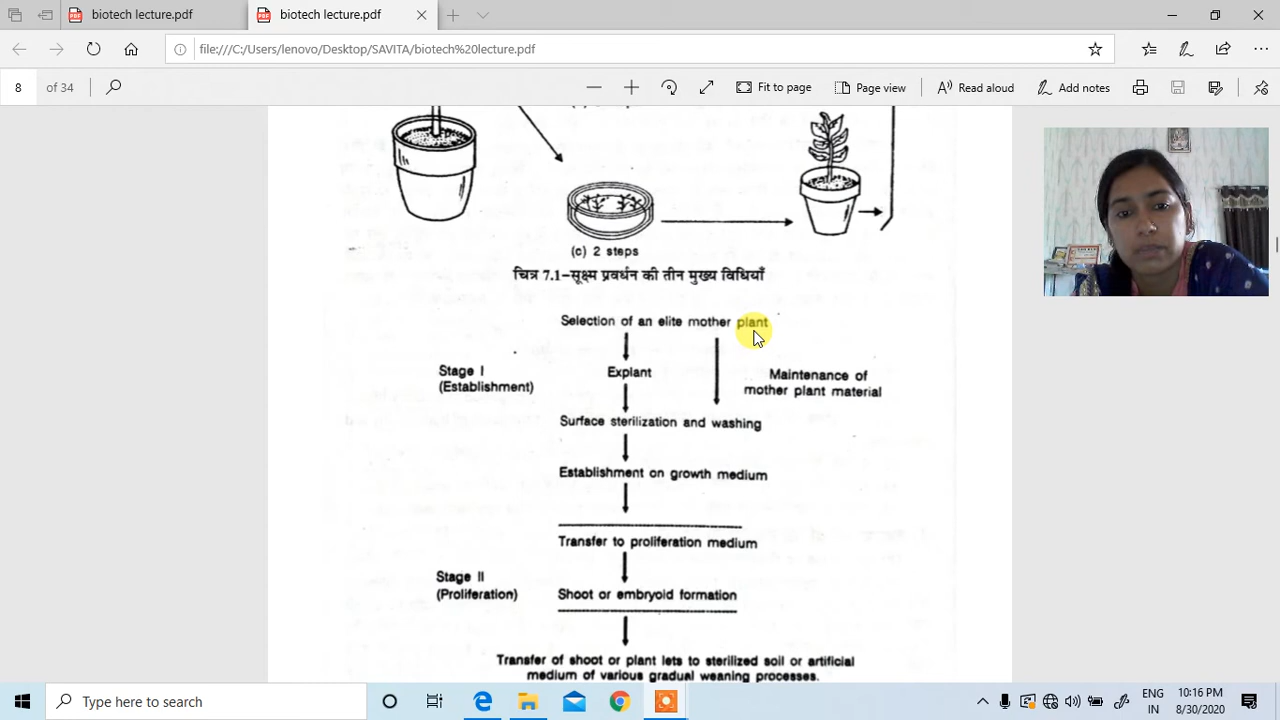 biotech lecture.pdf
biotech lecture.pdf
file:///C:/Users/lenovo/Desktop/SAVITA/biotech%20lecture.pdf
8 of 34
Fit to page
Page view
Read aloud
Add notes
(c) 2 steps
चित्र 7.1–सूक्ष्म प्रवर्धन की तीन मुख्य विधियाँ
Selection of an elite mother plant
Stage I
(Establishment)
Explant
Maintenance of
mother plant material
Surface sterilization and washing
Establishment on growth medium
Transfer to proliferation medium
Stage II
(Proliferation)
Shoot or embryoid formation
Transfer of shoot or plant lets to sterilized soil or artificial
medium of various gradual weaning processes.
Type here to search
ENG
IN
10:16 PM
8/30/2020